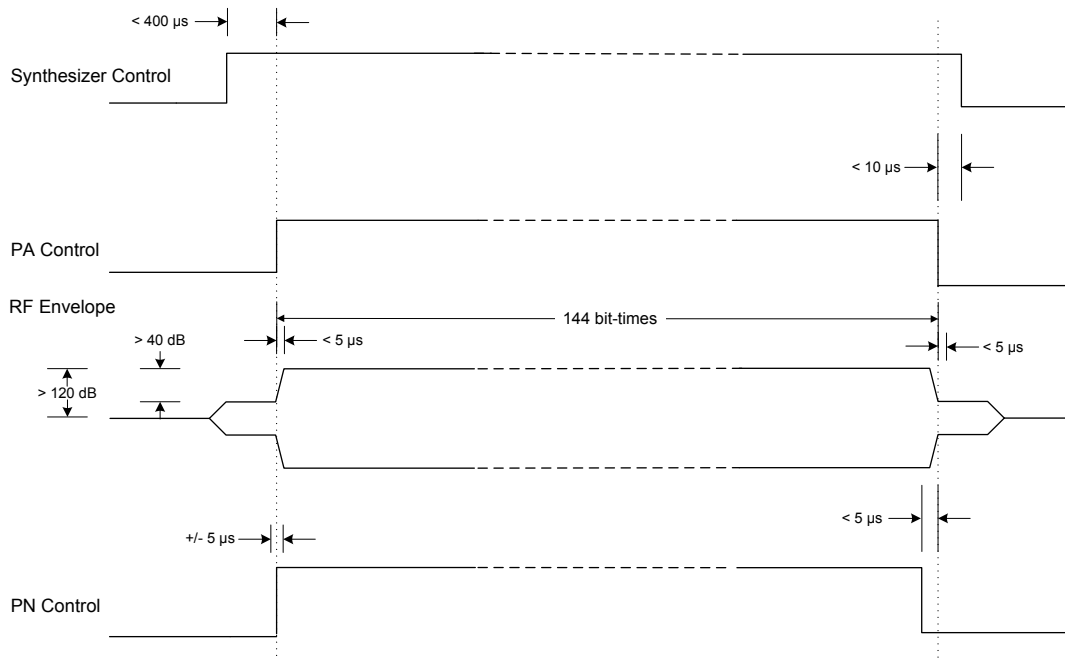 < 400 µs
Synthesizer Control
< 10 µs
PA Control
RF Envelope
144 bit-times
> 40 dB
< 5 µs
< 5 µs
> 120 dB
< 5 µs
+/- 5 µs
PN Control